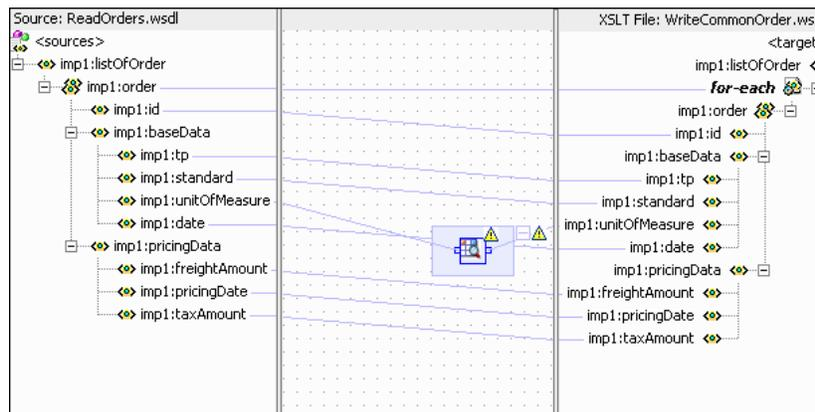 Source: ReadOrders.wsdl
<sources>
imp1:listOfOrder
imp1:order
imp1:id
imp1:baseData
imp1:tp
imp1:standard
imp1:unitOfMeasure
imp1:date
imp1:pricingData
imp1:freightAmount
imp1:pricingDate
imp1:taxAmount
XSLT File: WriteCommonOrder.ws
<target
imp1:listOfOrder
for-each
imp1:order
imp1:id
imp1:baseData
imp1:tp
imp1:standard
imp1:unitOfMeasure
imp1:date
imp1:pricingData
imp1:freightAmount
imp1:pricingDate
imp1:taxAmount